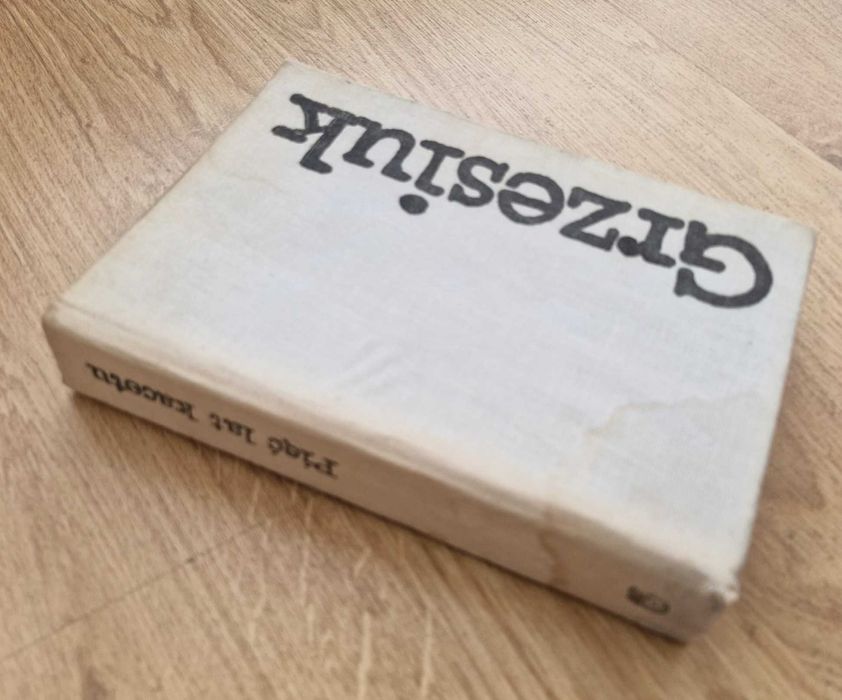 Grzesiuk
Pięć lat kacetu